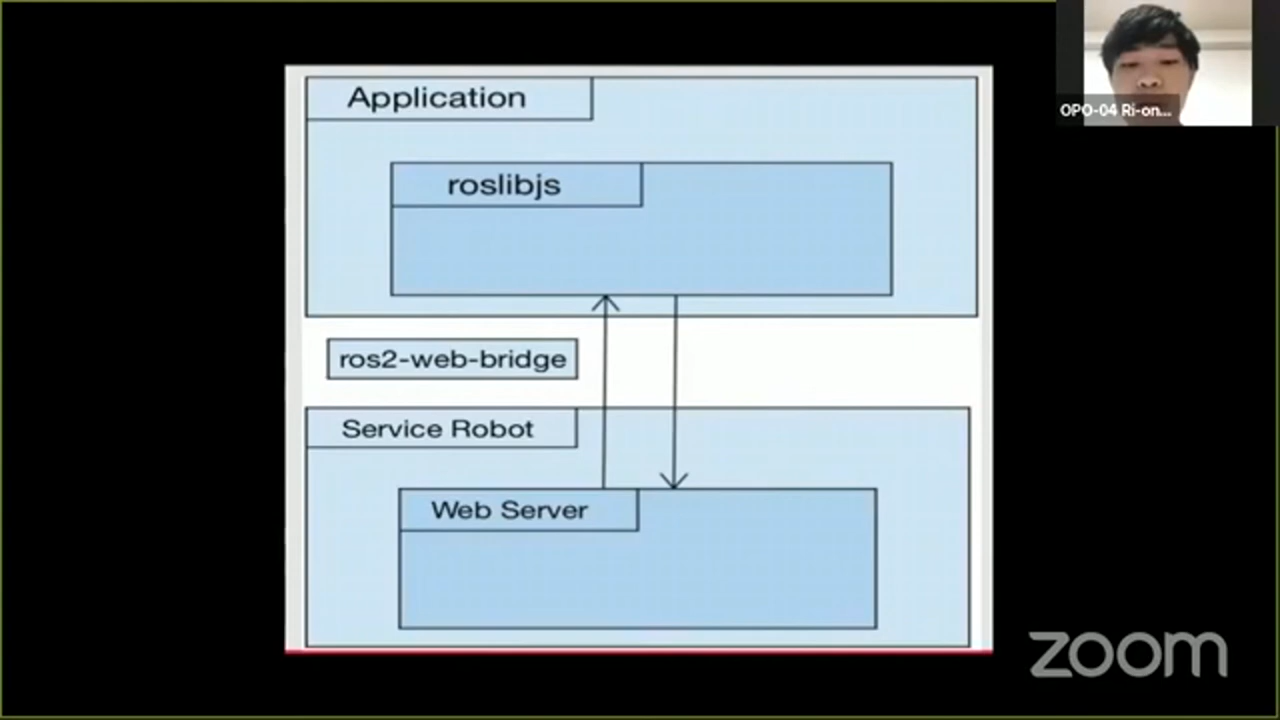 Application
OPO-04 Ri-on...
roslibjs
ros2-web-bridge
Service Robot
Web Server
zoom